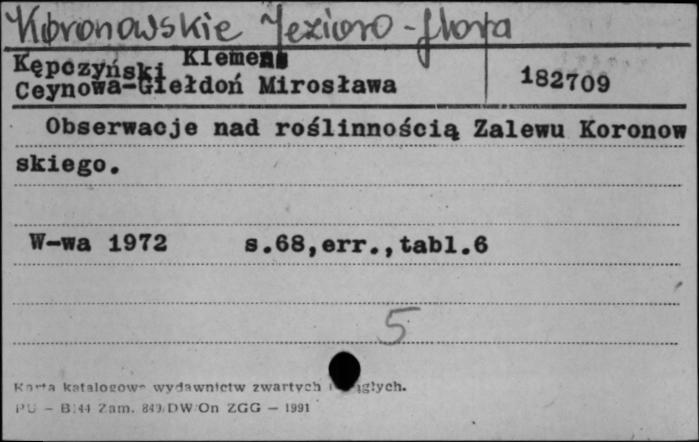 Koronowskie Jezioro - flora
Kępczyński Klemens
Ceynowa-Giełdoń Mirosława
182709
Obserwacje nad roślinnością Zalewu Koronow
skiego.
W-wa 1972 s.68,err.,tabl.6
5
Karta katalogowa wydawnictw zwartych i ciągłych.
PU – B 144 Zam. 849/DW/On ZGG – 1991